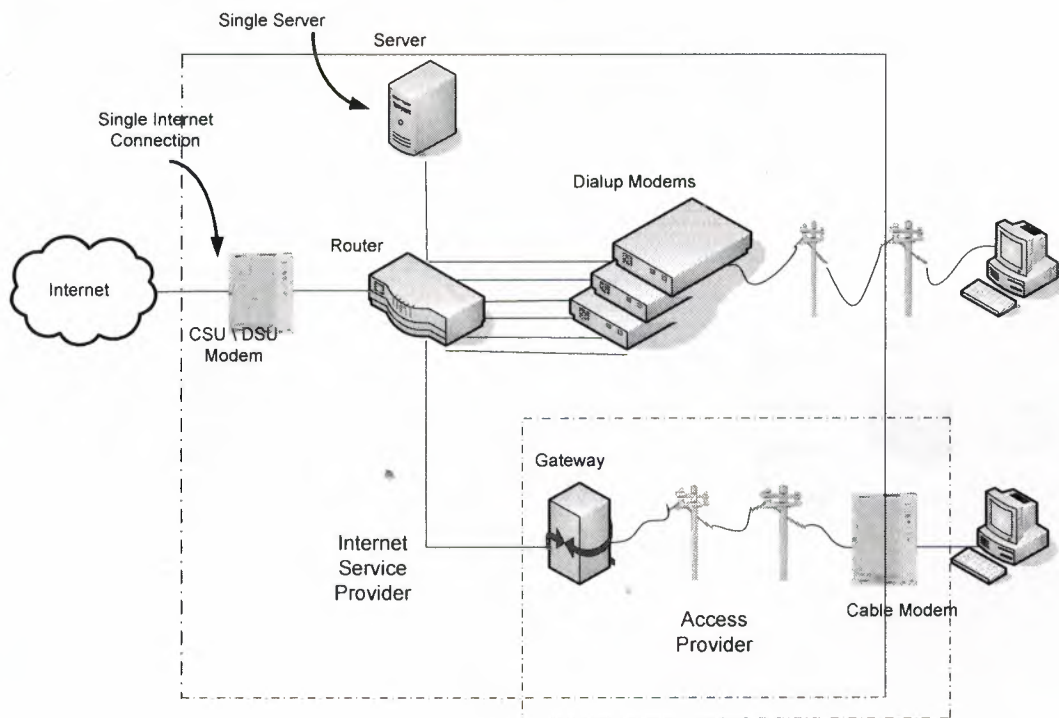 Single Server
Server
Single Internet
Connection
Dialup Modems
Router
Internet
CSU \ DSU
Modem
Gateway
Internet
Service
Provider
Access
Provider
Cable Modem